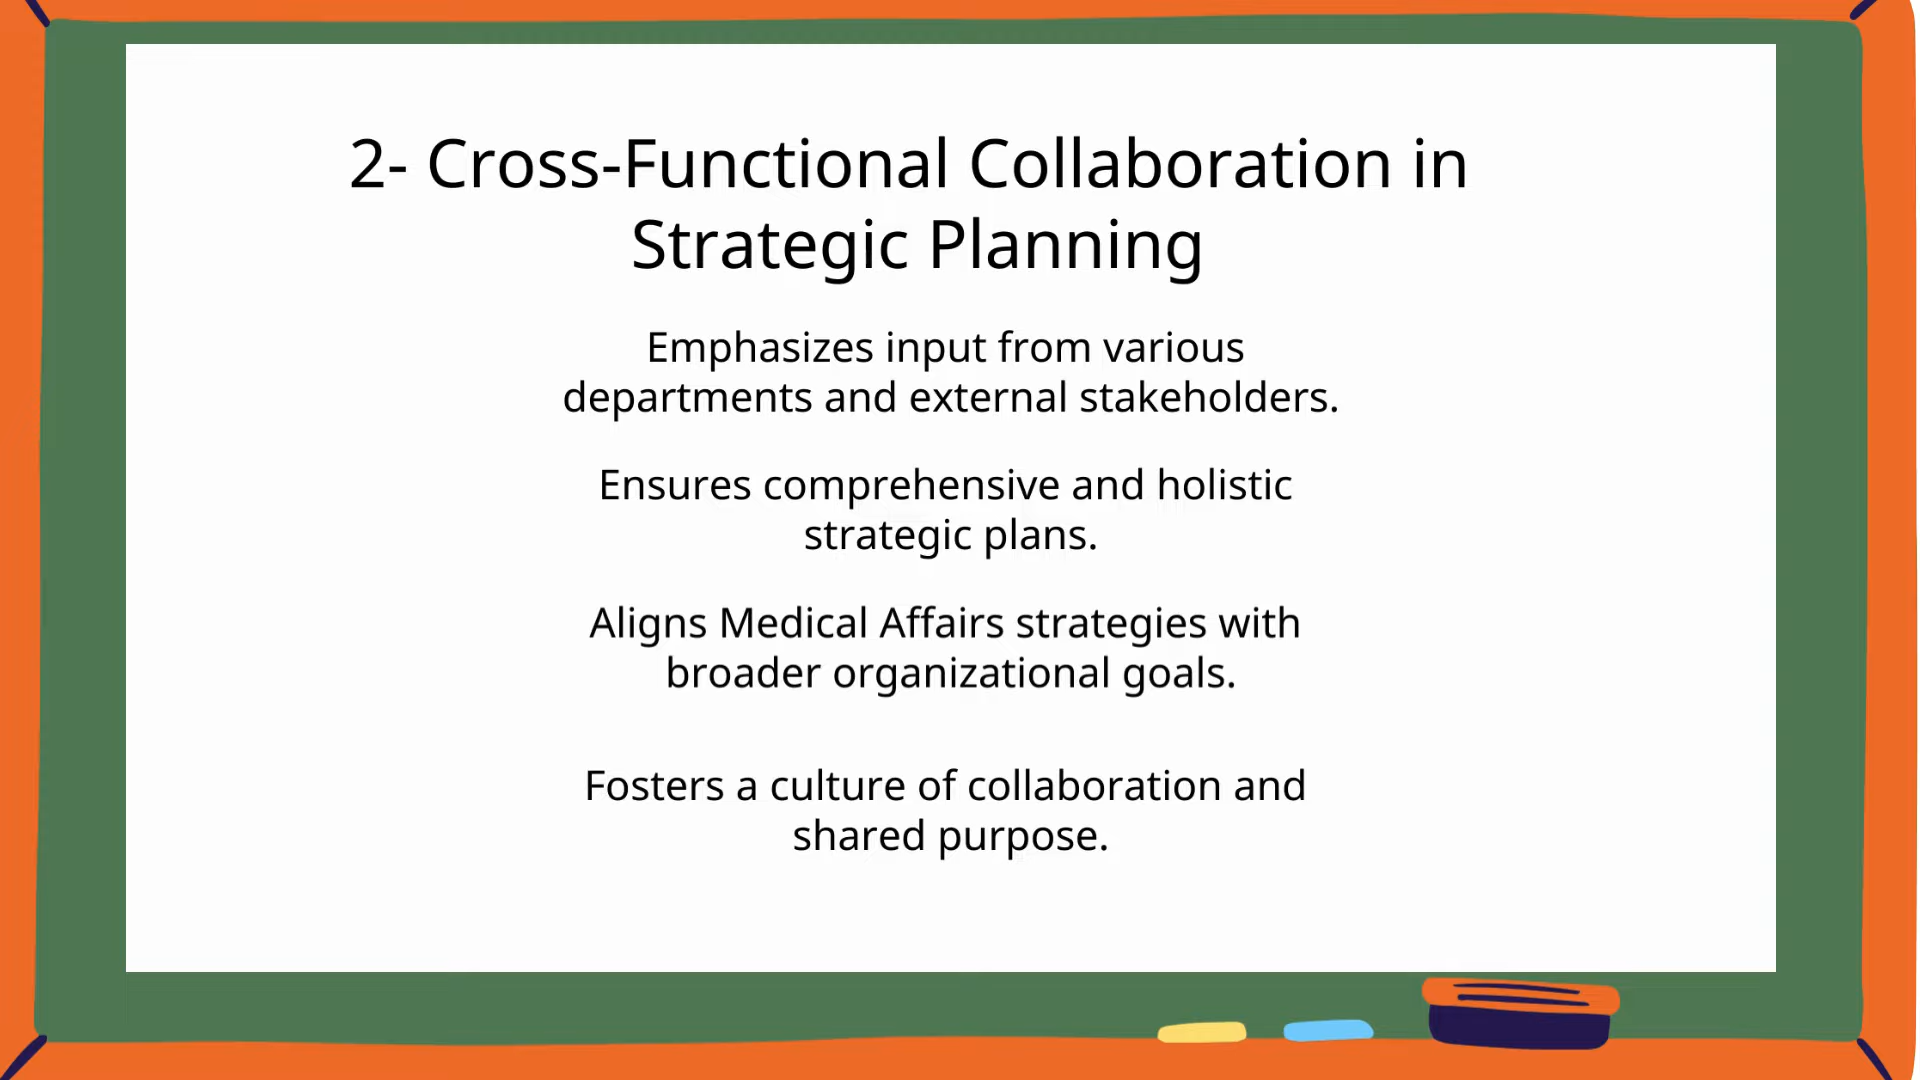 2- Cross-Functional Collaboration in
Strategic Planning
Emphasizes input from various
departments and external stakeholders.
Ensures comprehensive and holistic
strategic plans.
Aligns Medical Affairs strategies with
broader organizational goals.
Fosters a culture of collaboration and
shared purpose.